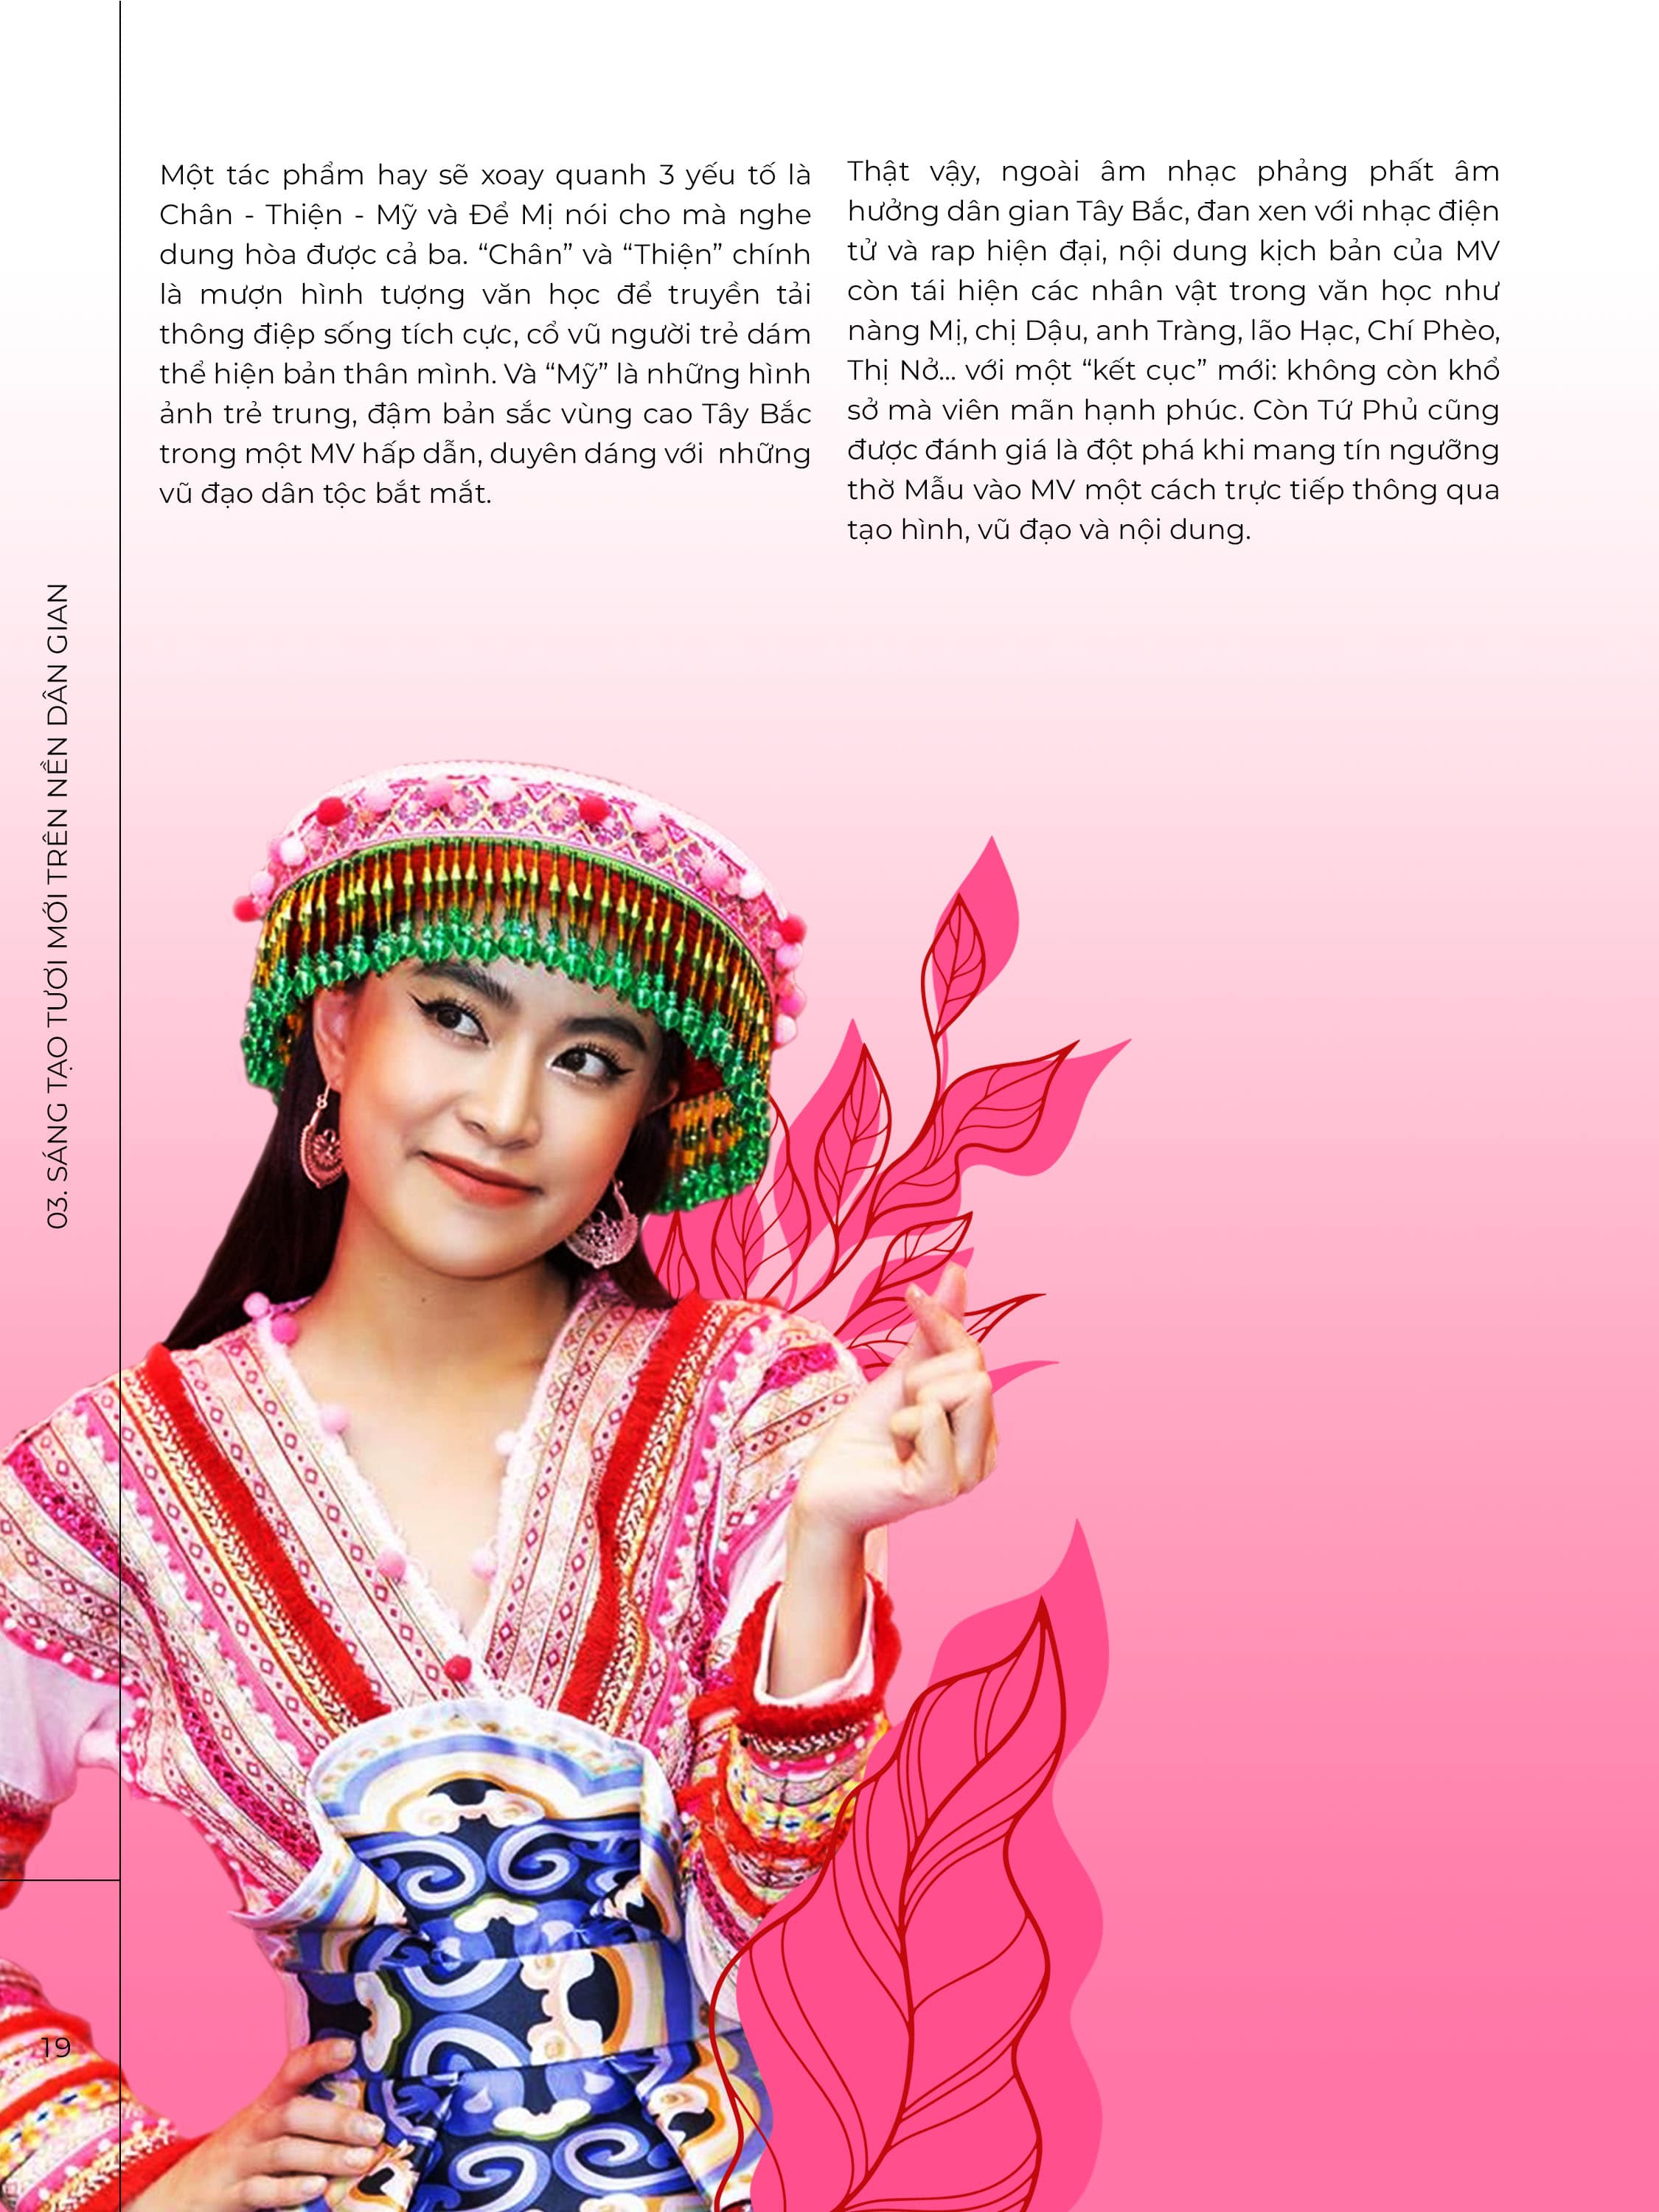 Một tác phẩm hay sẽ xoay quanh 3 yếu tố là
Chân - Thiện - Mỹ và Để Mị nói cho mà nghe
dung hòa được cả ba. “Chân” và “Thiện” chính
là mượn hình tượng văn học để truyền tải
thông điệp sống tích cực, cổ vũ người trẻ dám
thể hiện bản thân mình. Và “Mỹ” là những hình
ảnh trẻ trung, đậm bản sắc vùng cao Tây Bắc
trong một MV hấp dẫn, duyên dáng với những
vũ đạo dân tộc bắt mắt.
Thật vậy, ngoài âm nhạc phảng phất âm
hưởng dân gian Tây Bắc, đan xen với nhạc điện
tử và rap hiện đại, nội dung kịch bản của MV
còn tái hiện các nhân vật trong văn học như
nàng Mị, chị Dậu, anh Tràng, lão Hạc, Chí Phèo,
Thị Nở... với một “kết cục” mới: không còn khổ
sở mà viên mãn hạnh phúc. Còn Tứ Phủ cũng
được đánh giá là đột phá khi mang tín ngưỡng
thờ Mẫu vào MV một cách trực tiếp thông qua
tạo hình, vũ đạo và nội dung.
03. SÁNG TẠO TƯƠI MỚI TRÊN NỀN DÂN GIAN
19